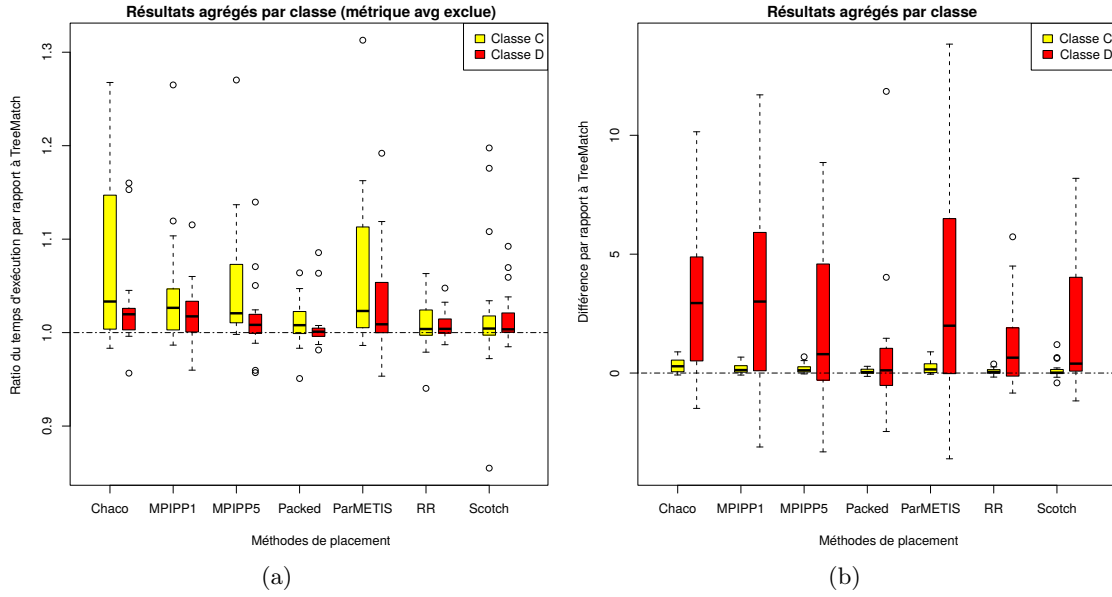 Résultats agrégés par classe (métrique avg exclue)
Classe C
Classe D
Ratio du temps d'exécution par rapport à TreeMatch
1.3
1.2
1.1
1.0
0.9
Chaco
MPIPP1
MPIPP5
Packed
ParMETIS
RR
Scotch
Méthodes de placement
(a)
Résultats agrégés par classe
Classe C
Classe D
Différence par rapport à TreeMatch
10
5
0
Chaco
MPIPP1
MPIPP5
Packed
ParMETIS
RR
Scotch
Méthodes de placement
(b)